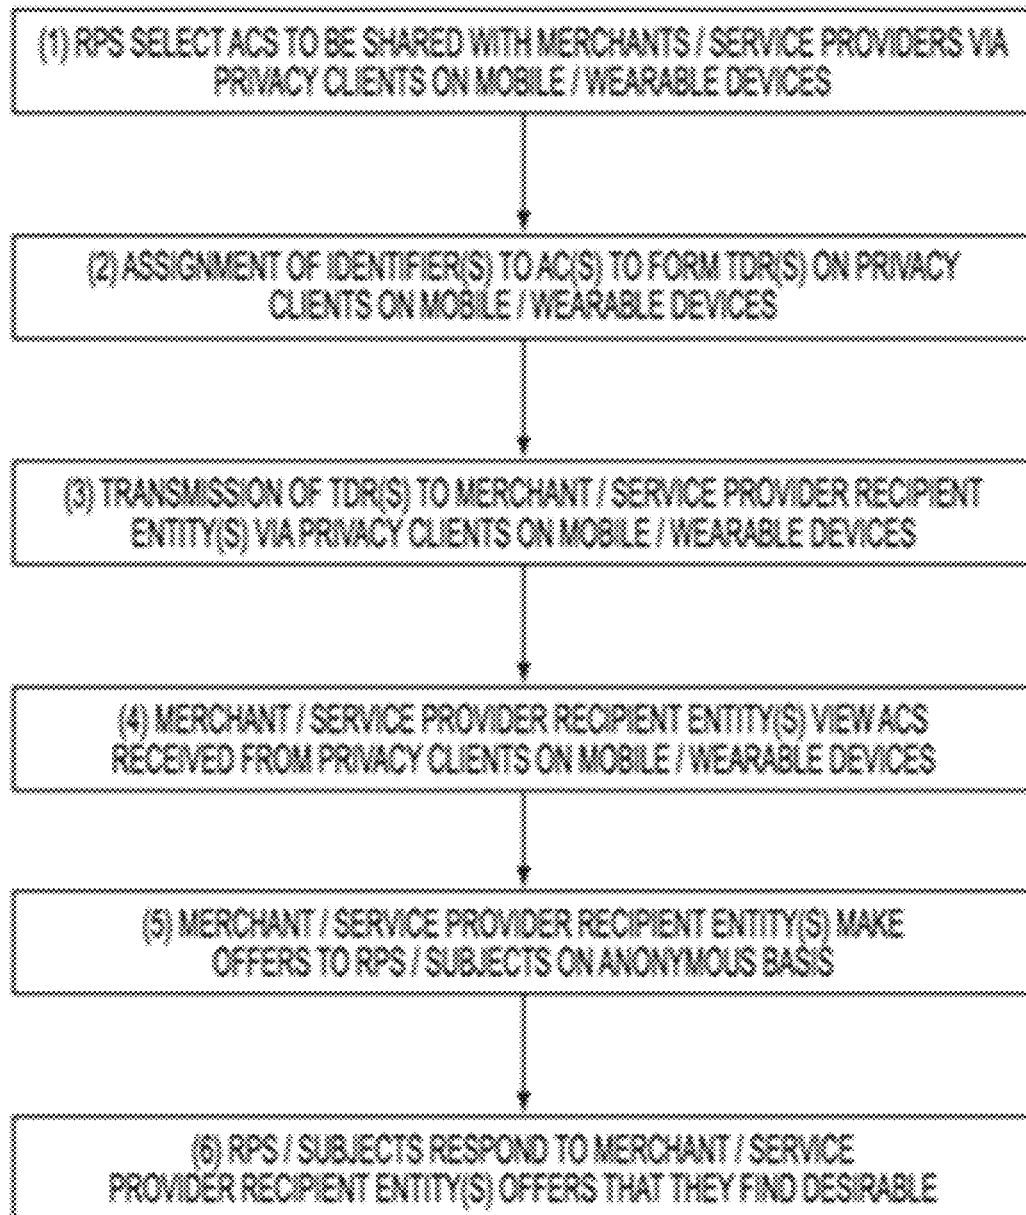 (1) RPS SELECT ACS TO BE SHARED WITH MERCHANTS / SERVICE PROVIDERS VIA
PRIVACY CLIENTS ON MOBILE / WEARABLE DEVICES
(2) ASSIGNMENT OF IDENTIFIER(S) TO AC(S) TO FORM TDR(S) ON PRIVACY
CLIENTS ON MOBILE / WEARABLE DEVICES
(3) TRANSMISSION OF TDR(S) TO MERCHANT / SERVICE PROVIDER RECIPIENT
ENTITY(S) VIA PRIVACY CLIENTS ON MOBILE / WEARABLE DEVICES
(4) MERCHANT / SERVICE PROVIDER RECIPIENT ENTITY(S) VIEW ACS
RECEIVED FROM PRIVACY CLIENTS ON MOBILE / WEARABLE DEVICES
(5) MERCHANT / SERVICE PROVIDER RECIPIENT ENTITY(S) MAKE
OFFERS TO RPS / SUBJECTS ON ANONYMOUS BASIS
(6) RPS / SUBJECTS RESPOND TO MERCHANT / SERVICE
PROVIDER RECIPIENT ENTITY(S) OFFERS THAT THEY FIND DESIRABLE